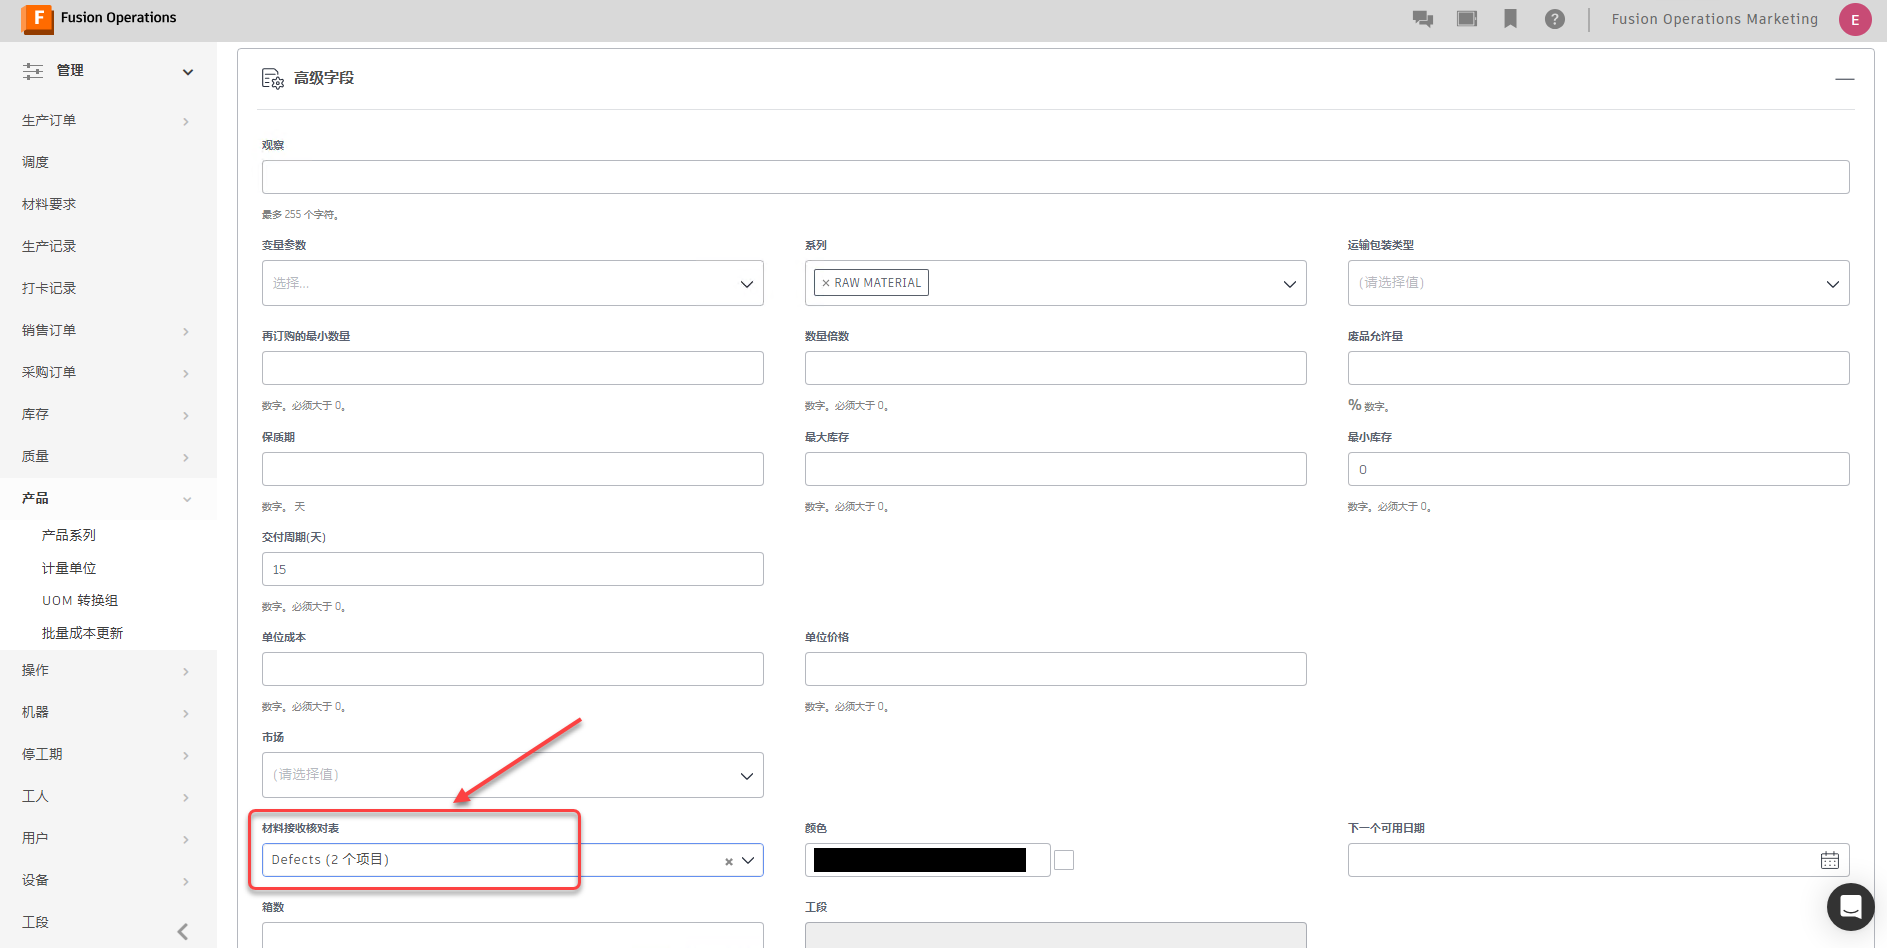 Fusion Operations
Fusion Operations Marketing
E
管理
生产订单
调度
材料要求
生产记录
打卡记录
销售订单
采购订单
库存
质量
产品
产品系列
计量单位
UOM 转换组
批量成本更新
操作
机器
停工期
工人
用户
设备
工段
高级字段
观察
最多 255 个字符。
变量参数
系列
运输包装类型
选择...
× RAW MATERIAL
(请选择值)
再订购的最小数量
数量倍数
废品允许量
数字。必须大于 0。
数字。必须大于 0。
% 数字。
保质期
最大库存
最小库存
0
数字。 天
数字。必须大于 0。
数字。必须大于 0。
交付周期(天)
15
数字。必须大于 0。
单位成本
单位价格
数字。必须大于 0。
数字。必须大于 0。
市场
(请选择值)
材料接收核对表
颜色
下一个可用日期
Defects (2 个项目)
箱数
工段